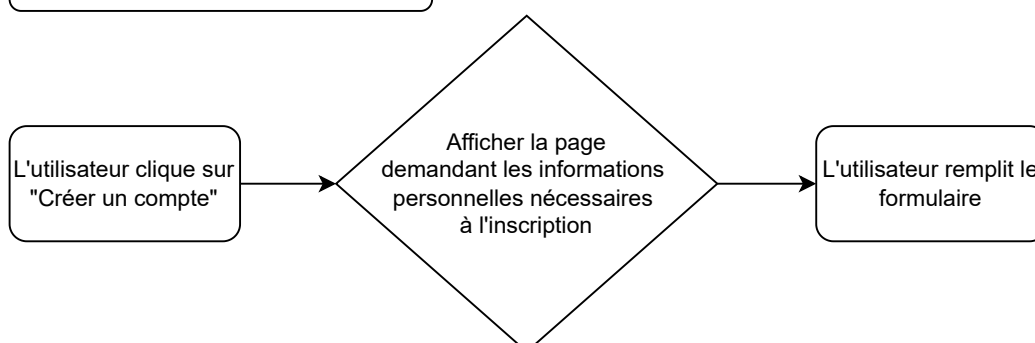 L'utilisateur clique sur
"Créer un compte"
Afficher la page
demandant les informations
personnelles nécessaires
à l'inscription
L'utilisateur remplit le
formulaire